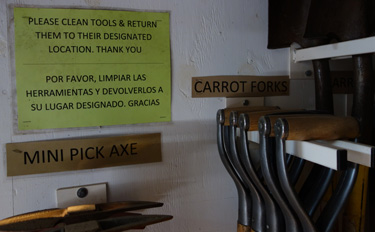 PLEASE CLEAN TOOLS & RETURN
THEM TO THEIR DESIGNATED
LOCATION. THANK YOU
POR FAVOR, LIMPIAR LAS
HERRAMIENTAS Y DEVOLVERLOS A
SU LUGAR DESIGNADO. GRACIAS
CARROT FORKS
MINI PICK AXE